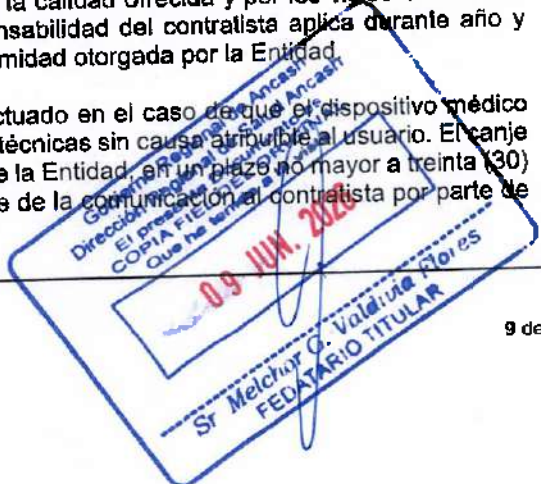 la calidad ofrecida y por los
nsabilidad del contratista aplica durante año y
midad otorgada por la Entidad
ctuado en el caso de que el dispositivo médico
técnicas sin causa atribuible al usuario. El canje
e la Entidad, en un plazo no mayor a treinta (30)
e de la comunicación al contratista por parte de
Gobierno Regional de Ancash
Dirección Regional de Salud Ancash
El presente documento es
COPIA FIEL DEL ORIGINAL
Que he tenido a la vista
09 JUN. 2020
Sr Melchor G. Valdivia Flores
FEDATARIO TITULAR
9 de